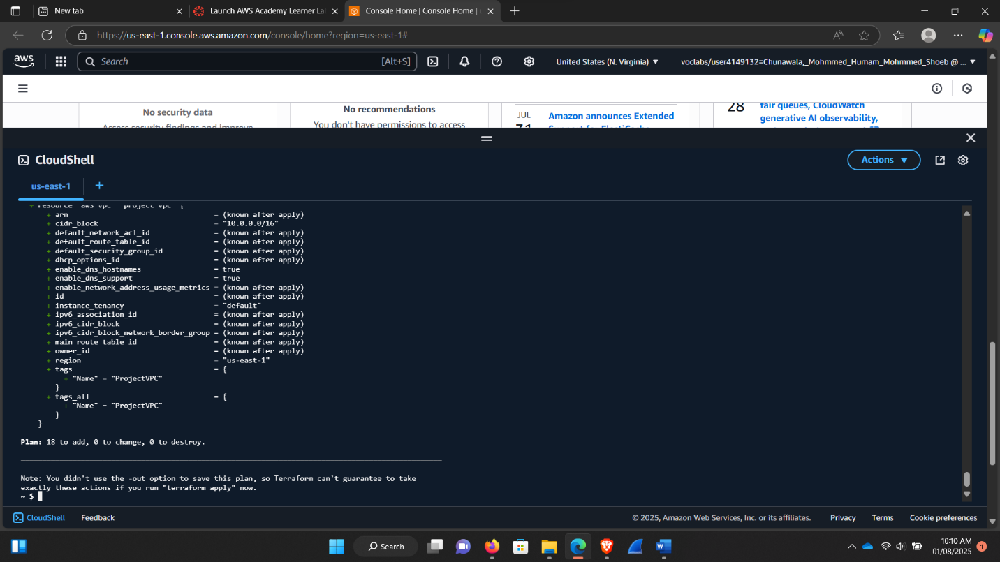 New tab
Launch AWS Academy Learner La
Console Home | Console Home |
https://us-east-1.console.aws.amazon.com/console/home?region=us-east-1#
aws
Search
[Alt+S]
United States (N. Virginia)
voclabs/user4149132=Chunawala,_Mohmmed_Humam_Mohmmed_Shoeb @ ...
No security data
Access security findings and improve
No recommendations
You don't have permissions to access
JUL
31
Amazon announces Extended
Support for ElastiCache
28
fair queues, CloudWatch
generative AI observability,
CloudShell
Actions
us-east-1
+ resource "aws_vpc" "project_vpc" {
+ arn = (known after apply)
+ cidr_block = "10.0.0.0/16"
+ default_network_acl_id = (known after apply)
+ default_route_table_id = (known after apply)
+ default_security_group_id = (known after apply)
+ dhcp_options_id = (known after apply)
+ enable_dns_hostnames = true
+ enable_dns_support = true
+ enable_network_address_usage_metrics = (known after apply)
+ id = (known after apply)
+ instance_tenancy = "default"
+ ipv6_association_id = (known after apply)
+ ipv6_cidr_block = (known after apply)
+ ipv6_cidr_block_network_border_group = (known after apply)
+ main_route_table_id = (known after apply)
+ owner_id = (known after apply)
+ region = "us-east-1"
+ tags = {
+ "Name" = "ProjectVPC"
}
+ tags_all = {
+ "Name" = "ProjectVPC"
}
}
Plan: 18 to add, 0 to change, 0 to destroy.
Note: You didn't use the -out option to save this plan, so Terraform can't guarantee to take
exactly these actions if you run "terraform apply" now.
~ $
CloudShell
Feedback
© 2025, Amazon Web Services, Inc. or its affiliates.
Privacy
Terms
Cookie preferences
Search
10:10 AM
01/08/2025
1